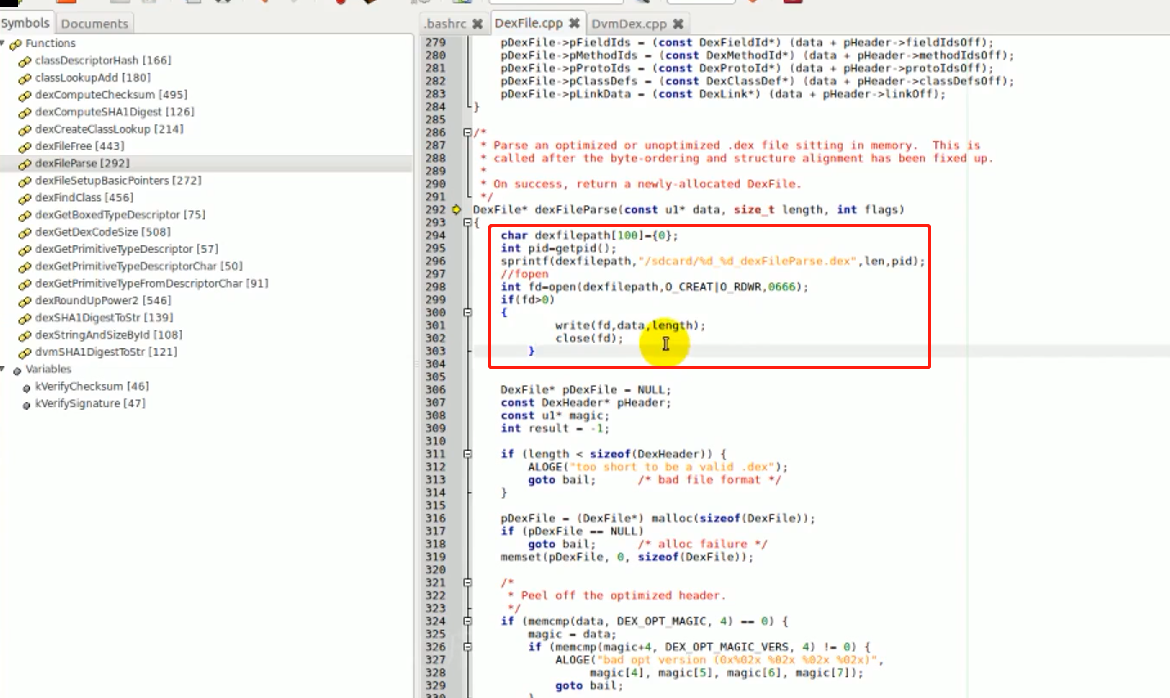 Symbols Documents
Functions
classDescriptorHash [166]
classLookupAdd [180]
dexComputeChecksum [495]
dexComputeSHA1Digest [126]
dexCreateClassLookup [214]
dexFileFree [443]
dexFileParse [292]
dexFileSetupBasicPointers [272]
dexFindClass [456]
dexGetBoxedTypeDescriptor [75]
dexGetDexCodeSize [508]
dexGetPrimitiveTypeDescriptor [57]
dexGetPrimitiveTypeDescriptorChar [50]
dexGetPrimitiveTypeFromDescriptorChar [91]
dexRoundUpPower2 [546]
dexSHA1DigestToStr [139]
dexStringAndSizeById [108]
dvmSHA1DigestToStr [121]
Variables
kVerifyChecksum [46]
kVerifySignature [47]
.bashrc DexFile.cpp DvmDex.cpp
279 pDexFile->pFieldIds = (const DexFieldId*) (data + pHeader->fieldIdsOff);
280 pDexFile->pMethodIds = (const DexMethodId*) (data + pHeader->methodIdsOff);
281 pDexFile->pProtoIds = (const DexProtoId*) (data + pHeader->protoIdsOff);
282 pDexFile->pClassDefs = (const DexClassDef*) (data + pHeader->classDefsOff);
283 pDexFile->pLinkData = (const DexLink*) (data + pHeader->linkOff);
284 }
285
286 /*
287 * Parse an optimized or unoptimized .dex file sitting in memory.  This is
288 * called after the byte-ordering and structure alignment has been fixed up.
289 *
290 * On success, return a newly-allocated DexFile.
291 */
292 DexFile* dexFileParse(const u1* data, size_t length, int flags)
293 {
294 char dexfilepath[100]={0};
295 int pid=getpid();
296 sprintf(dexfilepath,"/sdcard/%d_%d_dexFileParse.dex",len,pid);
297 //fopen
298 int fd=open(dexfilepath,O_CREAT|O_RDWR,0666);
299 if(fd>0)
300 {
301 write(fd,data,length);
302 close(fd);
303 }
304
305
306 DexFile* pDexFile = NULL;
307 const DexHeader* pHeader;
308 const u1* magic;
309 int result = -1;
310
311 if (length < sizeof(DexHeader)) {
312 ALOGE("too short to be a valid .dex");
313 goto bail;      /* bad file format */
314 }
315
316 pDexFile = (DexFile*) malloc(sizeof(DexFile));
317 if (pDexFile == NULL)
318 goto bail;      /* alloc failure */
319 memset(pDexFile, 0, sizeof(DexFile));
320
321 /*
322 * Peel off the optimized header.
323 */
324 if (memcmp(data, DEX_OPT_MAGIC, 4) == 0) {
325 magic = data;
326 if (memcmp(magic+4, DEX_OPT_MAGIC_VERS, 4) != 0) {
327 ALOGE("bad opt version (0x%02x %02x %02x %02x)",
328 magic[4], magic[5], magic[6], magic[7]);
329 goto bail;